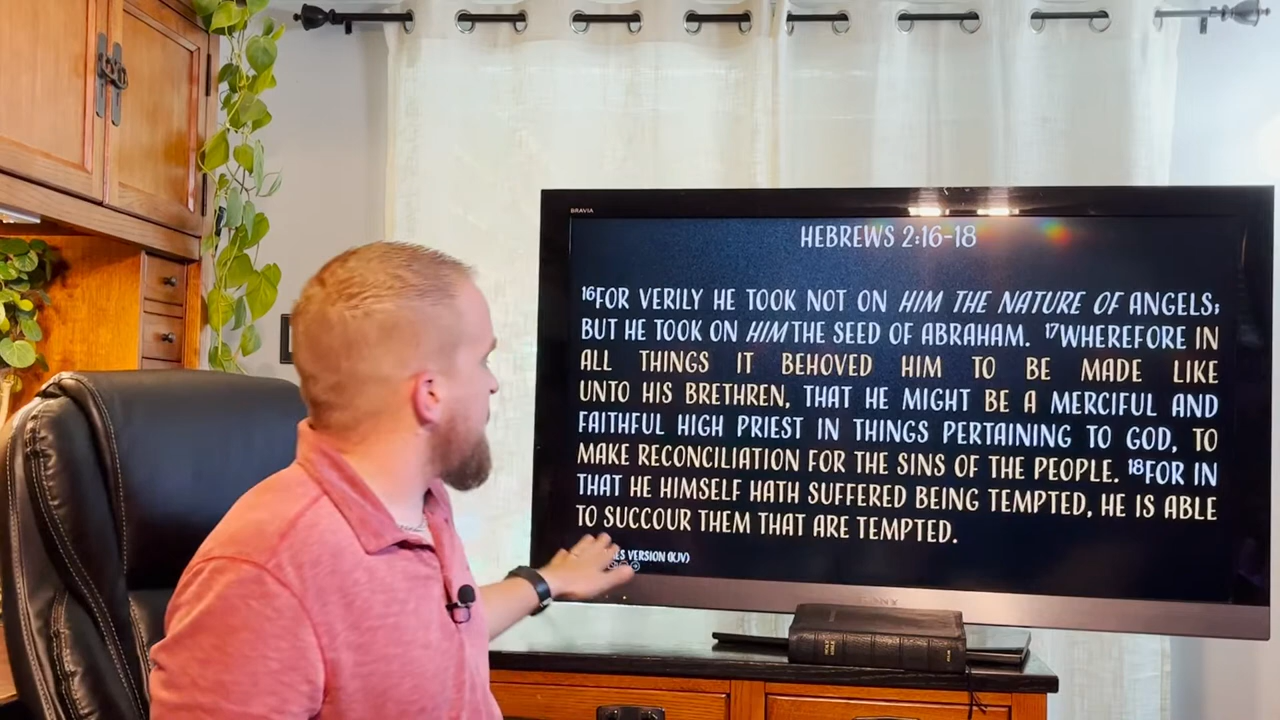 BRAVIA
HEBREWS 2:16-18
16FOR VERILY HE TOOK NOT ON HIM THE NATURE OF ANGELS;
BUT HE TOOK ON HIM THE SEED OF ABRAHAM. 17WHEREFORE IN
ALL THINGS IT BEHOVED HIM TO BE MADE LIKE
UNTO HIS BRETHREN, THAT HE MIGHT BE A MERCIFUL AND
FAITHFUL HIGH PRIEST IN THINGS PERTAINING TO GOD, TO
MAKE RECONCILIATION FOR THE SINS OF THE PEOPLE. 18FOR IN
THAT HE HIMSELF HATH SUFFERED BEING TEMPTED, HE IS ABLE
TO SUCCOUR THEM THAT ARE TEMPTED.
VERSION (KJV)
SONY
HOLY BIBLE